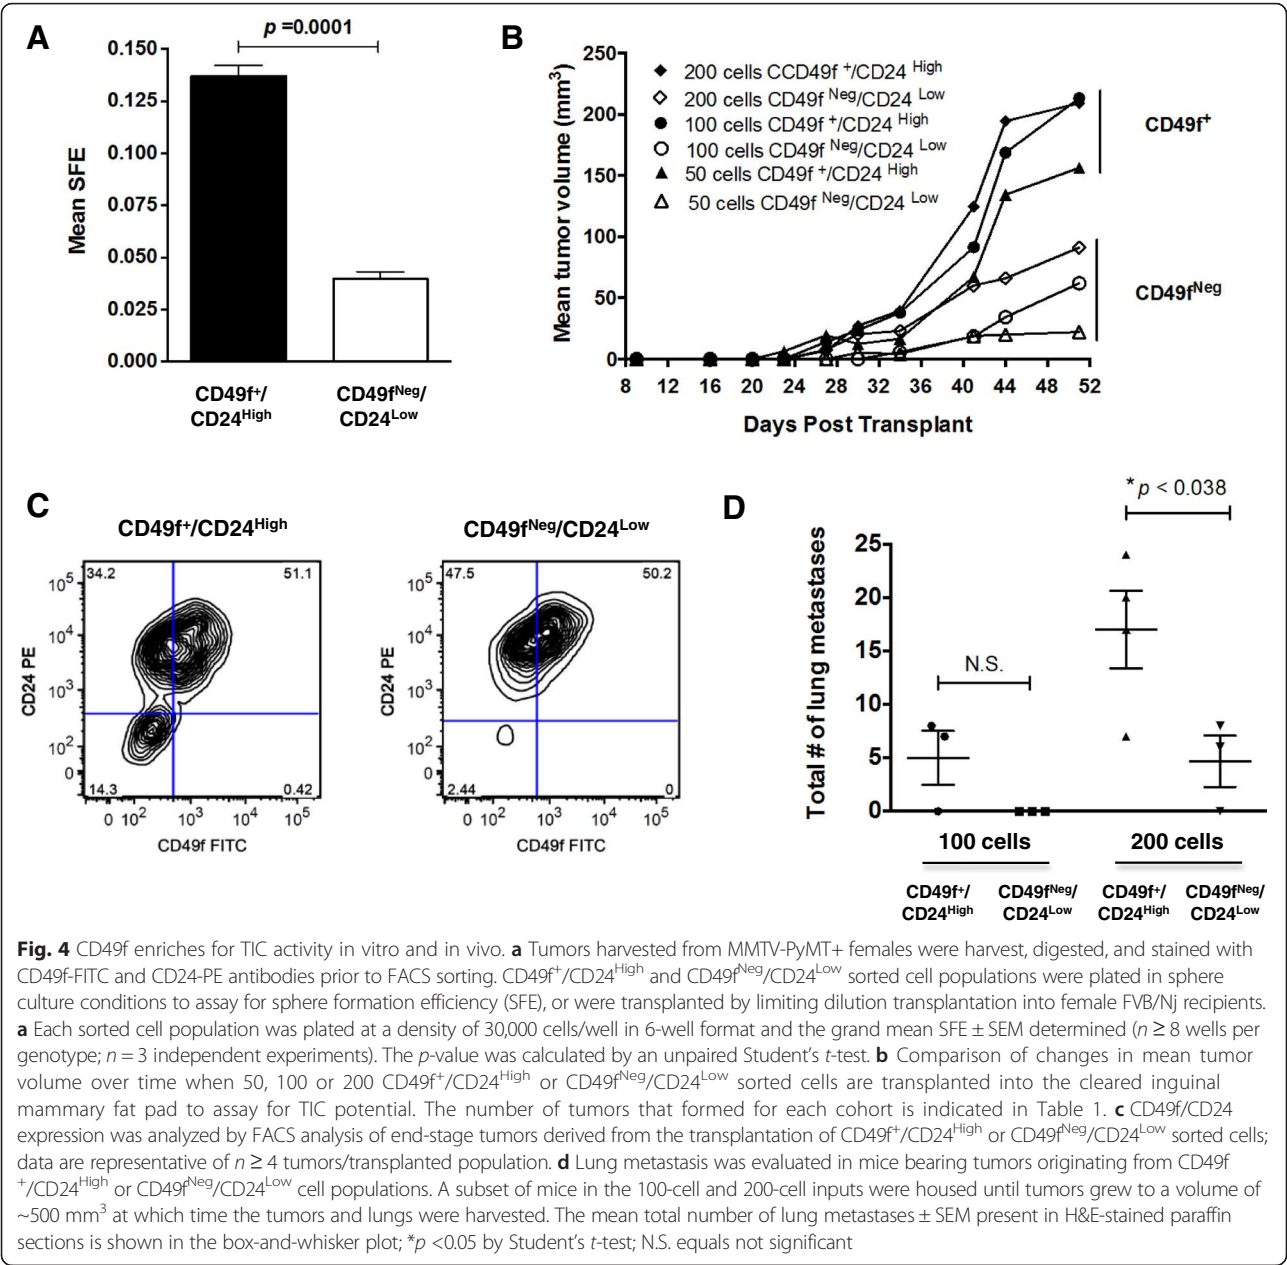 A
p =0.0001
0.150
0.125
0.100
0.075
0.050
0.025
0.000
Mean SFE
CD49f+/
CD24High
CD49fNeg/
CD24Low
B
Mean tumor volume (mm3)
250
200
150
100
50
0
200 cells CCD49f +/CD24 High
200 cells CD49f Neg/CD24 Low
100 cells CD49f +/CD24 High
100 cells CD49f Neg/CD24 Low
50 cells CD49f +/CD24 High
50 cells CD49f Neg/CD24 Low
CD49f+
CD49fNeg
8 12 16 20 24 28 32 36 40 44 48 52
Days Post Transplant
C
CD49f+/CD24High
34.2 51.1
14.3 0.42
CD24 PE
105
104
103
102
0
0 102 103 104 105
CD49f FITC
CD49fNeg/CD24Low
47.5 50.2
2.44 0
CD24 PE
105
104
103
102
0
0 102 103 104 105
CD49f FITC
D
*p < 0.038
N.S.
Total # of lung metastases
25
20
15
10
5
0
100 cells
200 cells
CD49f+/
CD24High
CD49fNeg/
CD24Low
CD49f+/
CD24High
CD49fNeg/
CD24Low
Fig. 4 CD49f enriches for TIC activity in vitro and in vivo. a Tumors harvested from MMTV-PyMT+ females were harvest, digested, and stained with
CD49f-FITC and CD24-PE antibodies prior to FACS sorting. CD49f+/CD24High and CD49fNeg/CD24Low sorted cell populations were plated in sphere
culture conditions to assay for sphere formation efficiency (SFE), or were transplanted by limiting dilution transplantation into female FVB/Nj recipients.
a Each sorted cell population was plated at a density of 30,000 cells/well in 6-well format and the grand mean SFE ± SEM determined (n ≥ 8 wells per
genotype; n = 3 independent experiments). The p-value was calculated by an unpaired Student's t-test. b Comparison of changes in mean tumor
volume over time when 50, 100 or 200 CD49f+/CD24High or CD49fNeg/CD24Low sorted cells are transplanted into the cleared inguinal
mammary fat pad to assay for TIC potential. The number of tumors that formed for each cohort is indicated in Table 1. c CD49f/CD24
expression was analyzed by FACS analysis of end-stage tumors derived from the transplantation of CD49f+/CD24High or CD49fNeg/CD24Low sorted cells;
data are representative of n ≥ 4 tumors/transplanted population. d Lung metastasis was evaluated in mice bearing tumors originating from CD49f
+/CD24High or CD49fNeg/CD24Low cell populations. A subset of mice in the 100-cell and 200-cell inputs were housed until tumors grew to a volume of
~500 mm3 at which time the tumors and lungs were harvested. The mean total number of lung metastases ± SEM present in H&E-stained paraffin
sections is shown in the box-and-whisker plot; *p <0.05 by Student's t-test; N.S. equals not significant